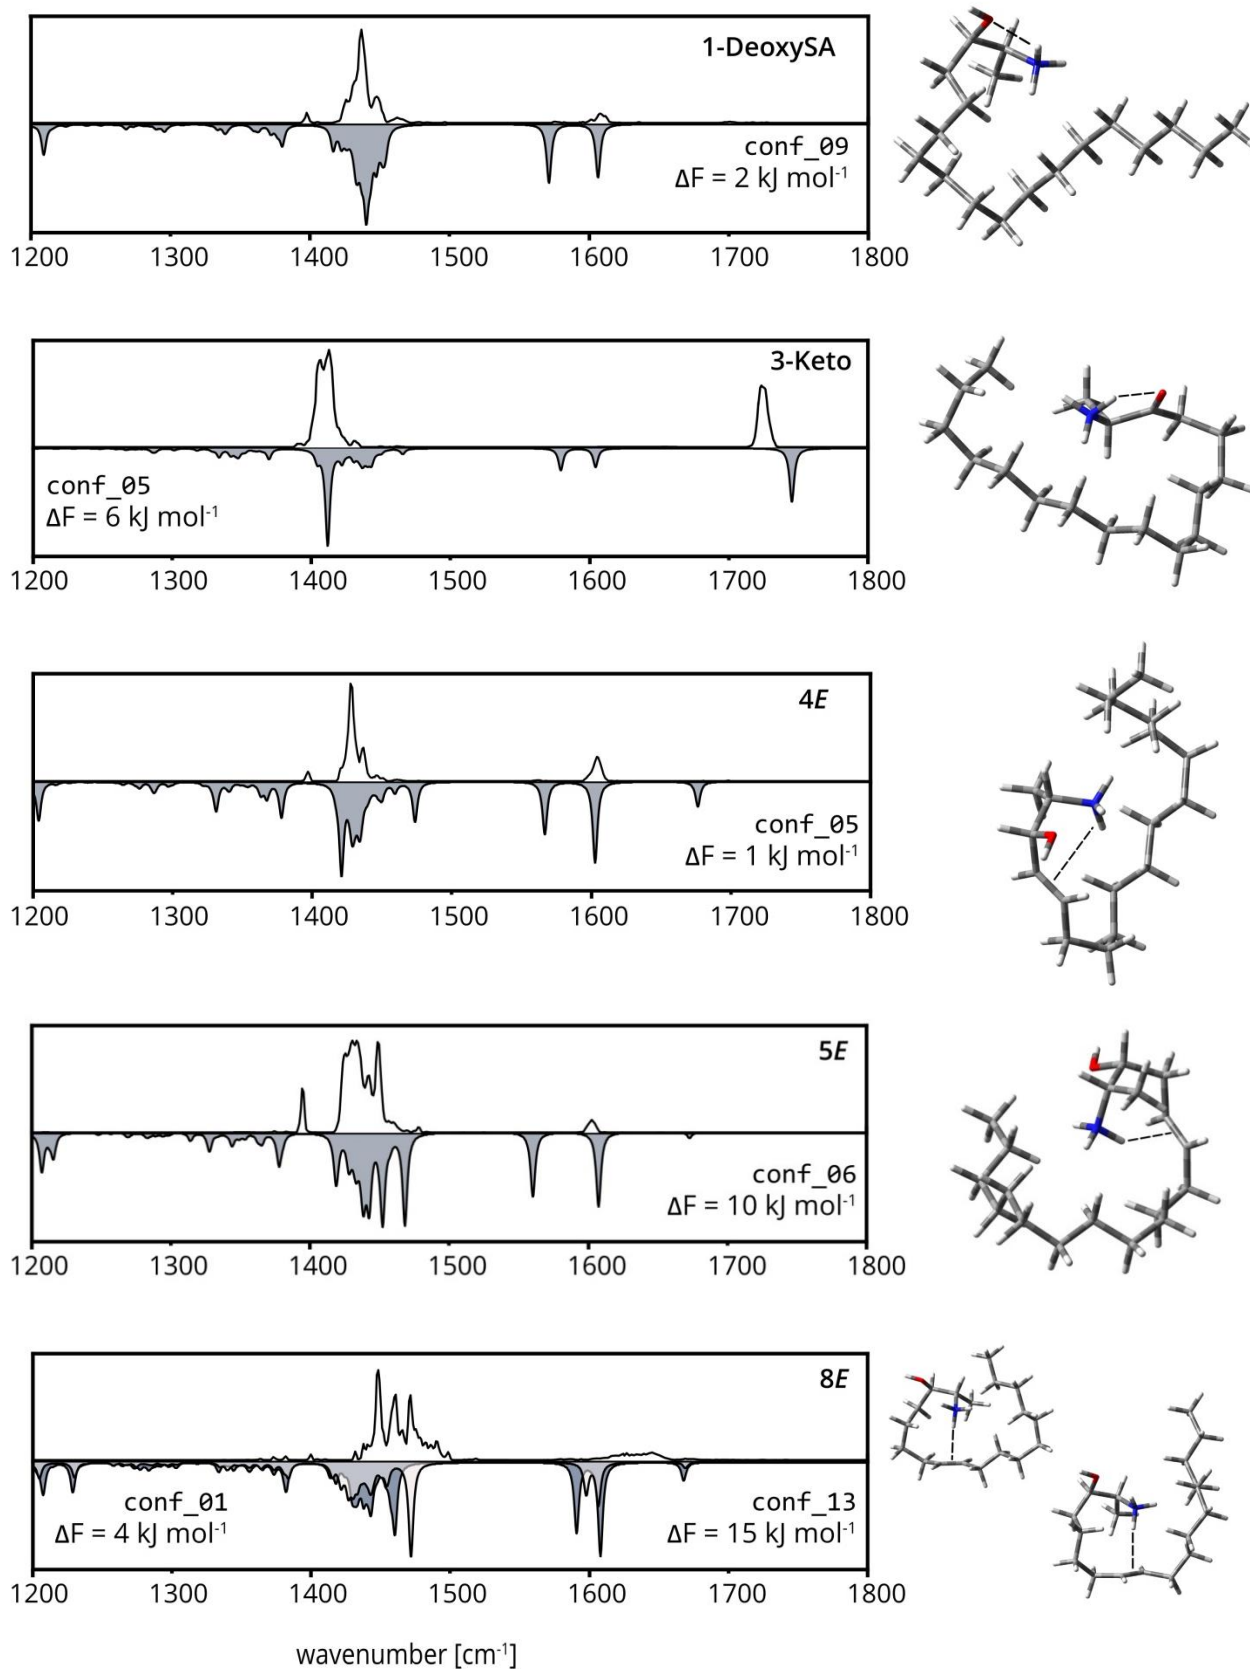 1-DeoxySA
conf_09
ΔF = 2 kJ mol⁻¹
1200 1300 1400 1500 1600 1700 1800
3-Keto
conf_05
ΔF = 6 kJ mol⁻¹
1200 1300 1400 1500 1600 1700 1800
4E
conf_05
ΔF = 1 kJ mol⁻¹
1200 1300 1400 1500 1600 1700 1800
5E
conf_06
ΔF = 10 kJ mol⁻¹
1200 1300 1400 1500 1600 1700 1800
8E
conf_01 conf_13
ΔF = 4 kJ mol⁻¹ ΔF = 15 kJ mol⁻¹
1200 1300 1400 1500 1600 1700 1800
wavenumber [cm⁻¹]